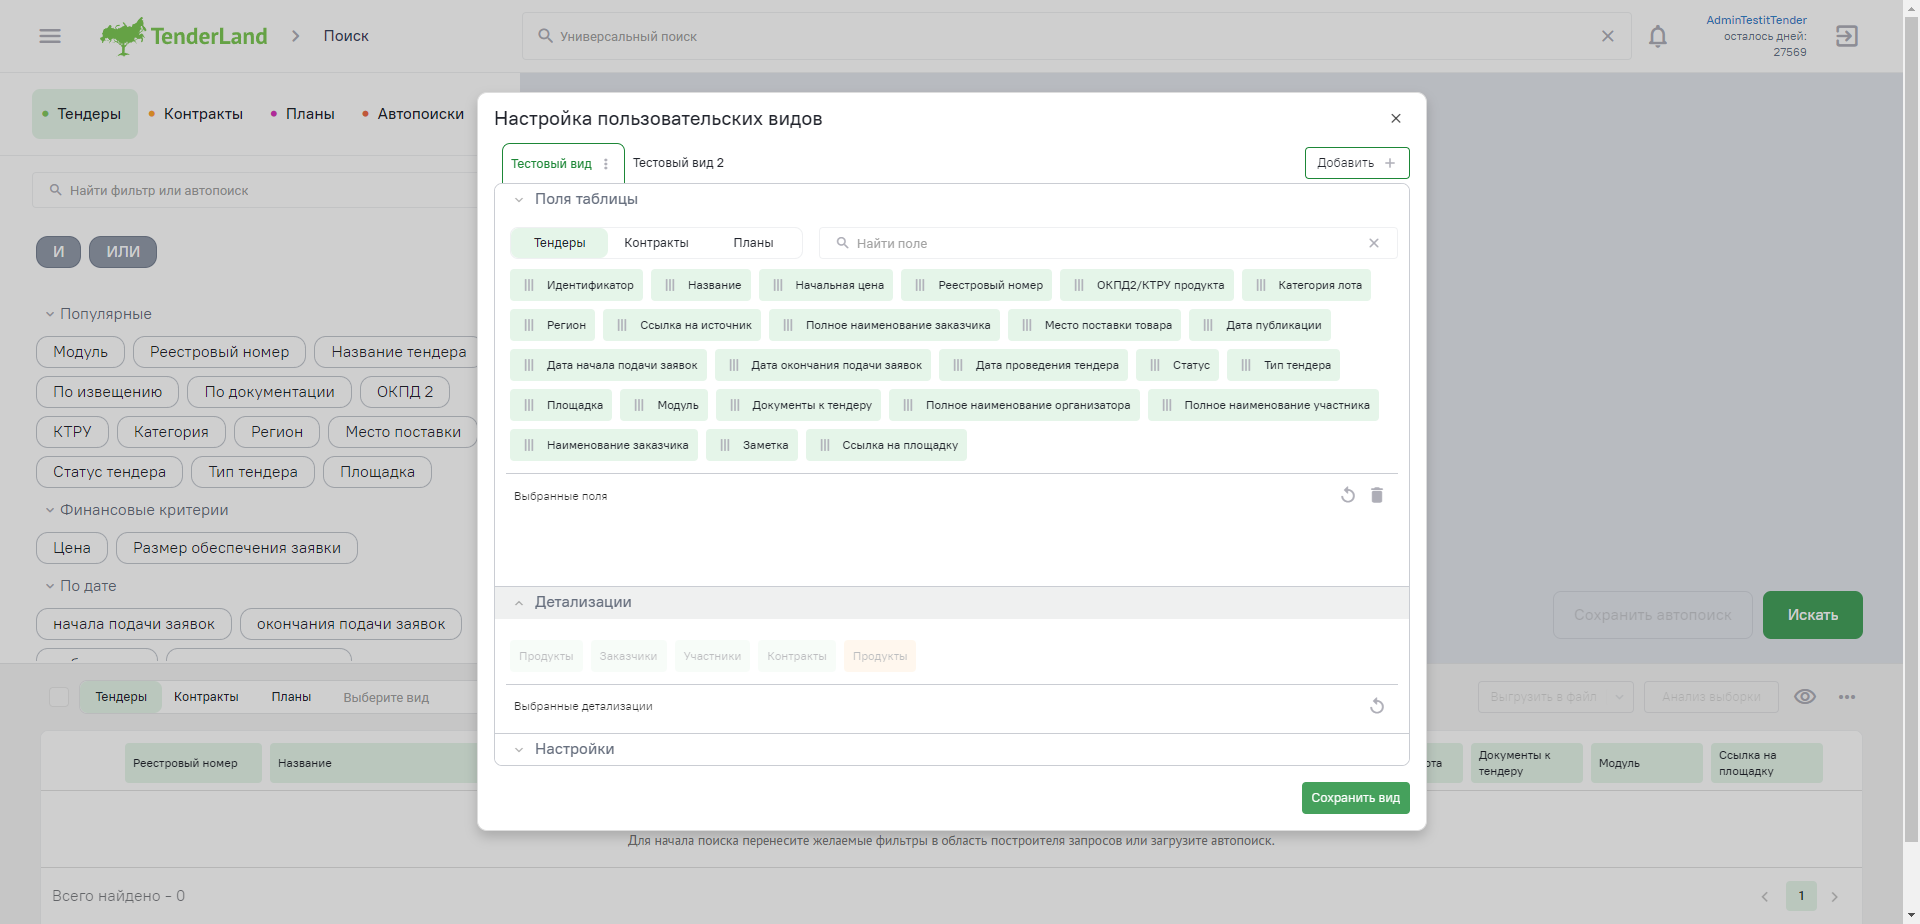 TenderLand
Поиск
Универсальный поиск
AdminTestitTender
осталось дней:
27569
Тендеры
Контракты
Планы
Автопоиски
Найти фильтр или автопоиск
И
ИЛИ
Популярные
Модуль
Реестровый номер
Название тендера
По извещению
По документации
ОКПД 2
КТРУ
Категория
Регион
Место поставки
Статус тендера
Тип тендера
Площадка
Финансовые критерии
Цена
Размер обеспечения заявки
По дате
начала подачи заявок
окончания подачи заявок
Настройка пользовательских видов
Тестовый вид
Тестовый вид 2
Добавить
Поля таблицы
Тендеры
Контракты
Планы
Найти поле
Идентификатор
Название
Начальная цена
Реестровый номер
ОКПД2/КТРУ продукта
Категория лота
Регион
Ссылка на источник
Полное наименование заказчика
Место поставки товара
Дата публикации
Дата начала подачи заявок
Дата окончания подачи заявок
Дата проведения тендера
Статус
Тип тендера
Площадка
Модуль
Документы к тендеру
Полное наименование организатора
Полное наименование участника
Наименование заказчика
Заметка
Ссылка на площадку
Выбранные поля
Детализации
Продукты
Заказчики
Участники
Контракты
Продукты
Выбранные детализации
Настройки
Сохранить вид
Сохранить автопоиск
Искать
Тендеры
Контракты
Планы
Выберите вид
Выгрузить в файл
Анализ выборки
Реестровый номер
Название
ота
Документы к
тендеру
Модуль
Ссылка на
площадку
Для начала поиска перенесите желаемые фильтры в область построителя запросов или загрузите автопоиск.
Всего найдено - 0
1